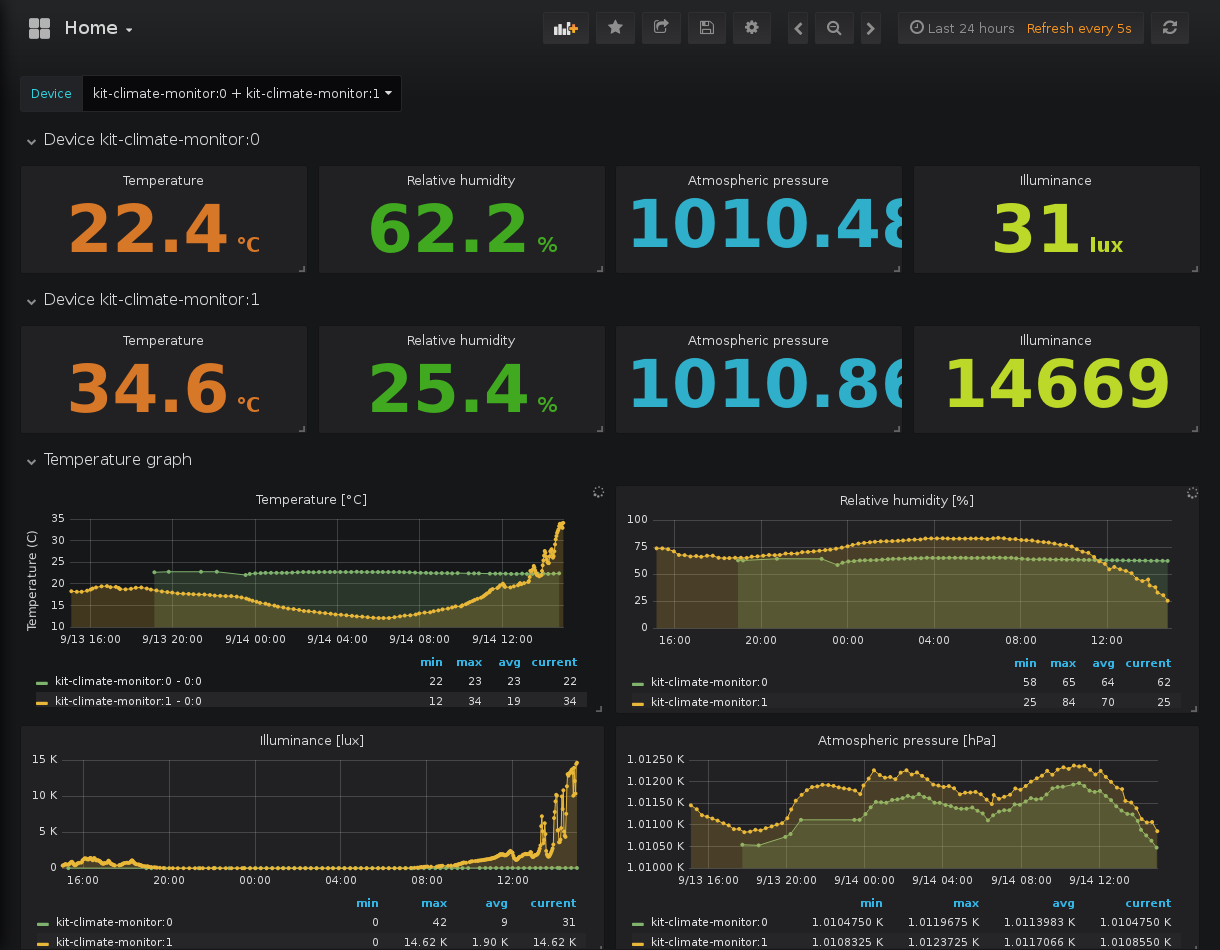 Home
Last 24 hours Refresh every 5s
Device kit-climate-monitor:0 + kit-climate-monitor:1
Device kit-climate-monitor:0
Temperature Relative humidity Atmospheric pressure Illuminance
22.4 °C 62.2 % 1010.48 31 lux
Device kit-climate-monitor:1
Temperature Relative humidity Atmospheric pressure Illuminance
34.6 °C 25.4 % 1010.86 14669
Temperature graph
Temperature [°C]
Temperature (C)
35
30
25
20
15
10
9/13 16:00 9/13 20:00 9/14 00:00 9/14 04:00 9/14 08:00 9/14 12:00
min max avg current
kit-climate-monitor:0 - 0:0 22 23 23 22
kit-climate-monitor:1 - 0:0 12 34 19 34
Relative humidity [%]
100
75
50
25
0
16:00 20:00 00:00 04:00 08:00 12:00
min max avg current
kit-climate-monitor:0 58 65 64 62
kit-climate-monitor:1 25 84 70 25
Illuminance [lux]
15 K
10 K
5 K
0
16:00 20:00 00:00 04:00 08:00 12:00
min max avg current
kit-climate-monitor:0 0 42 9 31
kit-climate-monitor:1 0 14.62 K 1.90 K 14.62 K
Atmospheric pressure [hPa]
1.01250 K
1.01200 K
1.01150 K
1.01100 K
1.01050 K
1.01000 K
9/13 16:00 9/13 20:00 9/14 00:00 9/14 04:00 9/14 08:00 9/14 12:00
min max avg current
kit-climate-monitor:0 1.0104750 K 1.0119675 K 1.0113983 K 1.0104750 K
kit-climate-monitor:1 1.0108325 K 1.0123725 K 1.0117066 K 1.0108550 K